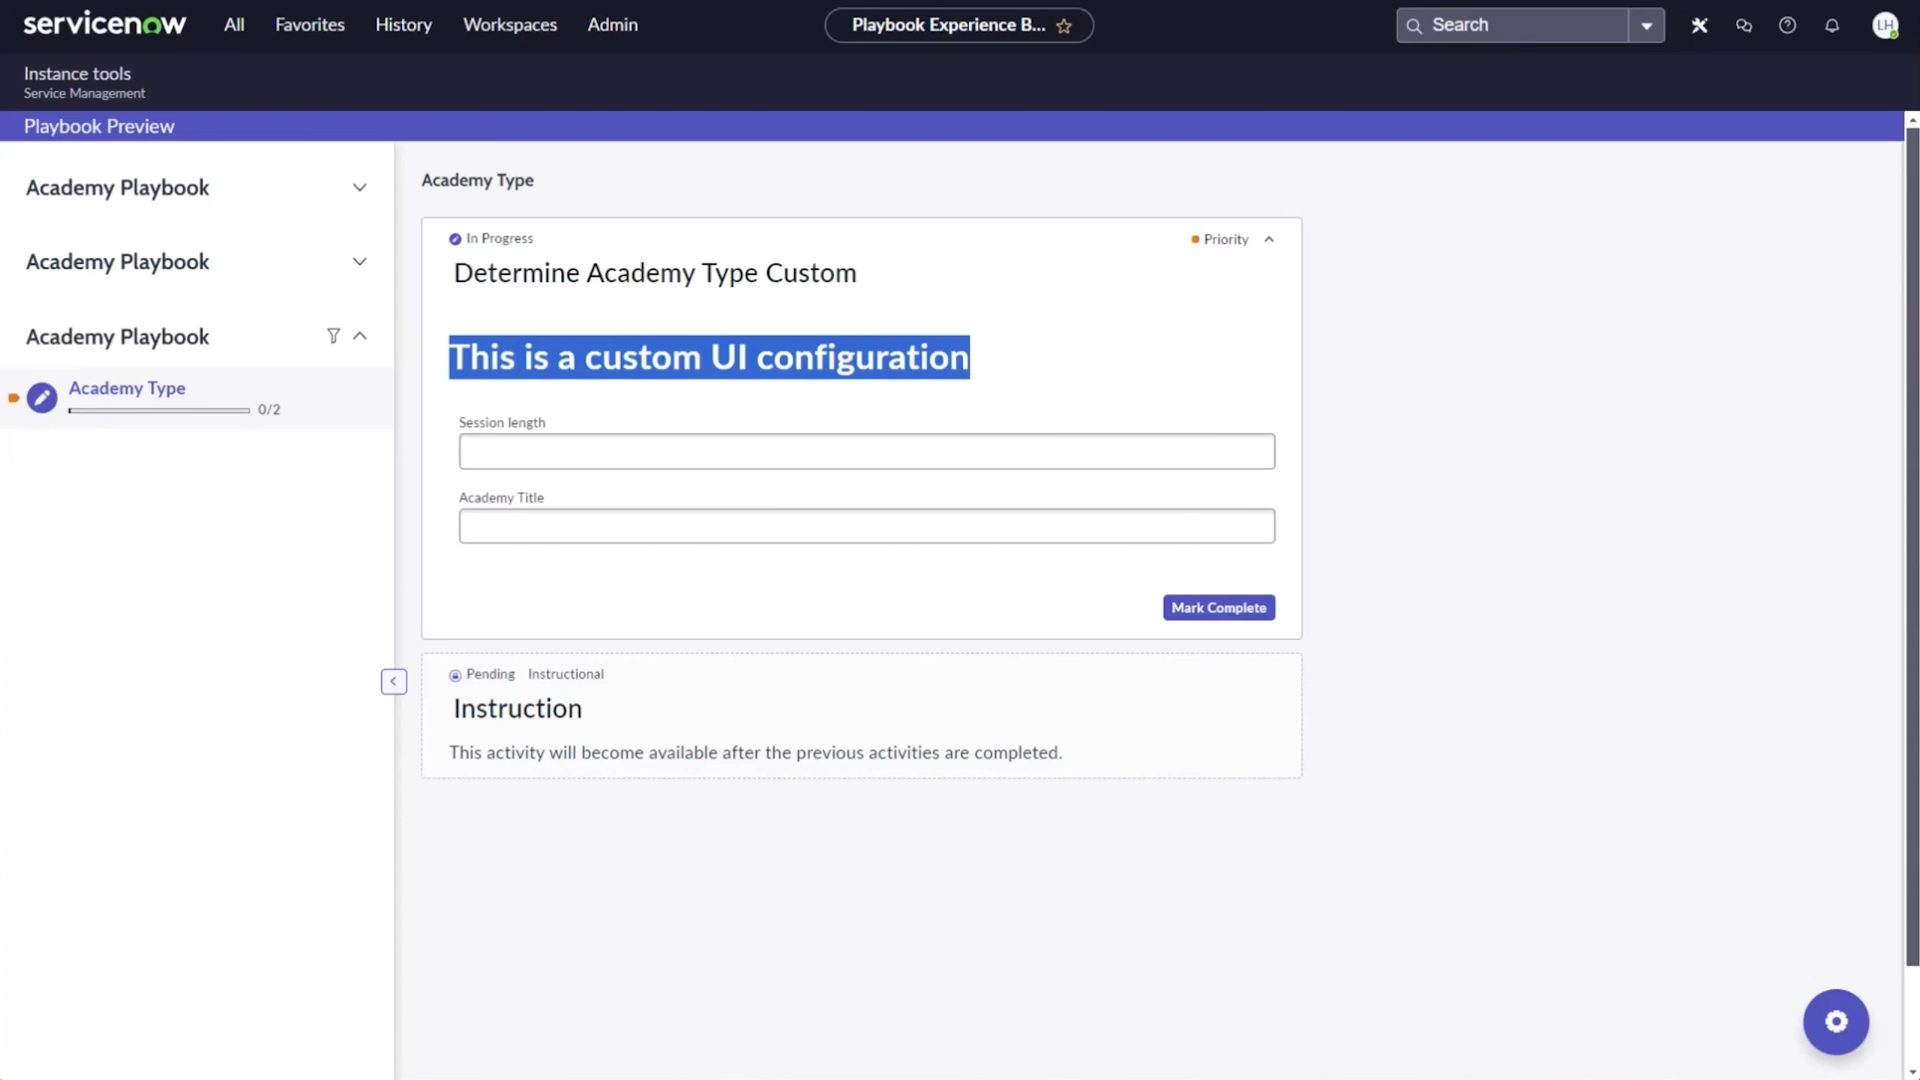 servicenow All Favorites History Workspaces Admin Playbook Experience B... Search LH
Instance tools
Service Management
Playbook Preview
Academy Playbook
Academy Playbook
Academy Playbook
Academy Type
0/2
Academy Type
In Progress
Priority
Determine Academy Type Custom
This is a custom UI configuration
Session length
Academy Title
Mark Complete
Pending Instructional
Instruction
This activity will become available after the previous activities are completed.